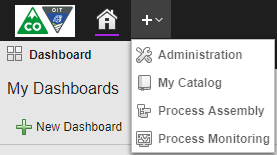 CO
OIT
Dashboard
My Dashboards
New Dashboard
Administration
My Catalog
Process Assembly
Process Monitoring